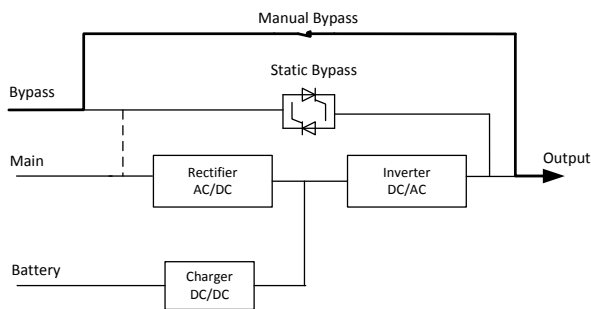 Manual Bypass
Static Bypass
Bypass
Main
Rectifier
AC/DC
Inverter
DC/AC
Output
Battery
Charger
DC/DC